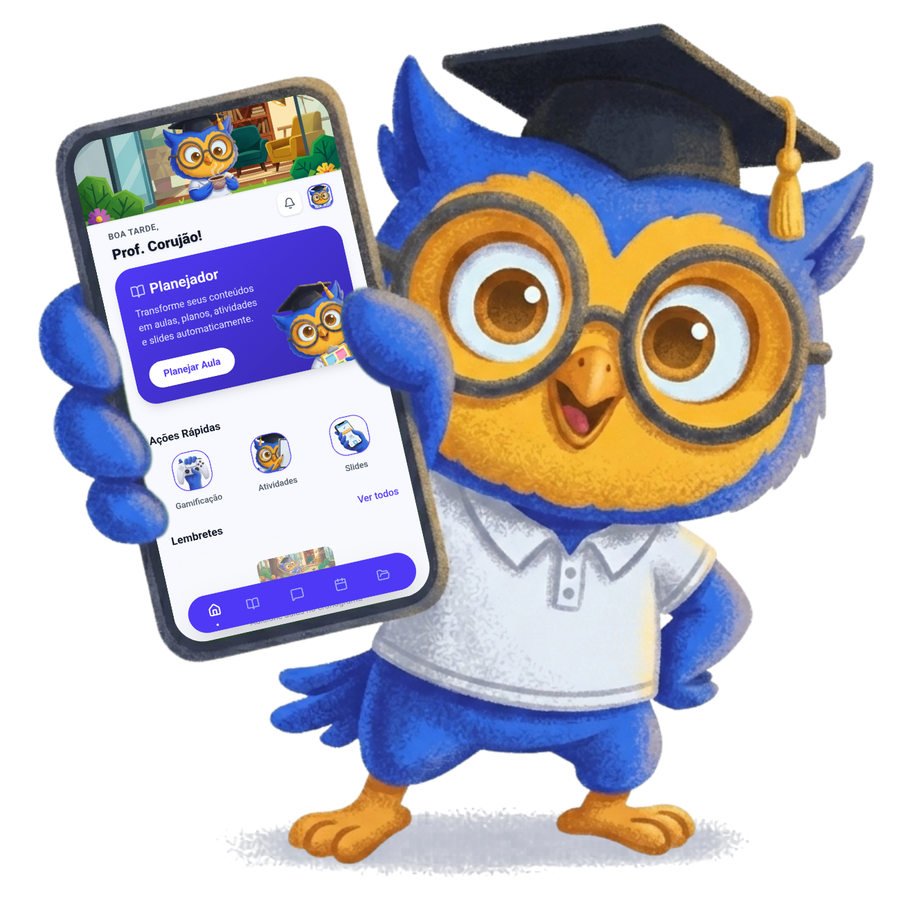 BOA TARDE,
Prof. Corujão!
Planejador
Transforme seus conteúdos
em aulas, planos, atividades
e slides automaticamente.
Planejar Aula
Ações Rápidas
Gamificação
Atividades
Slides
Ver todos
Lembretes